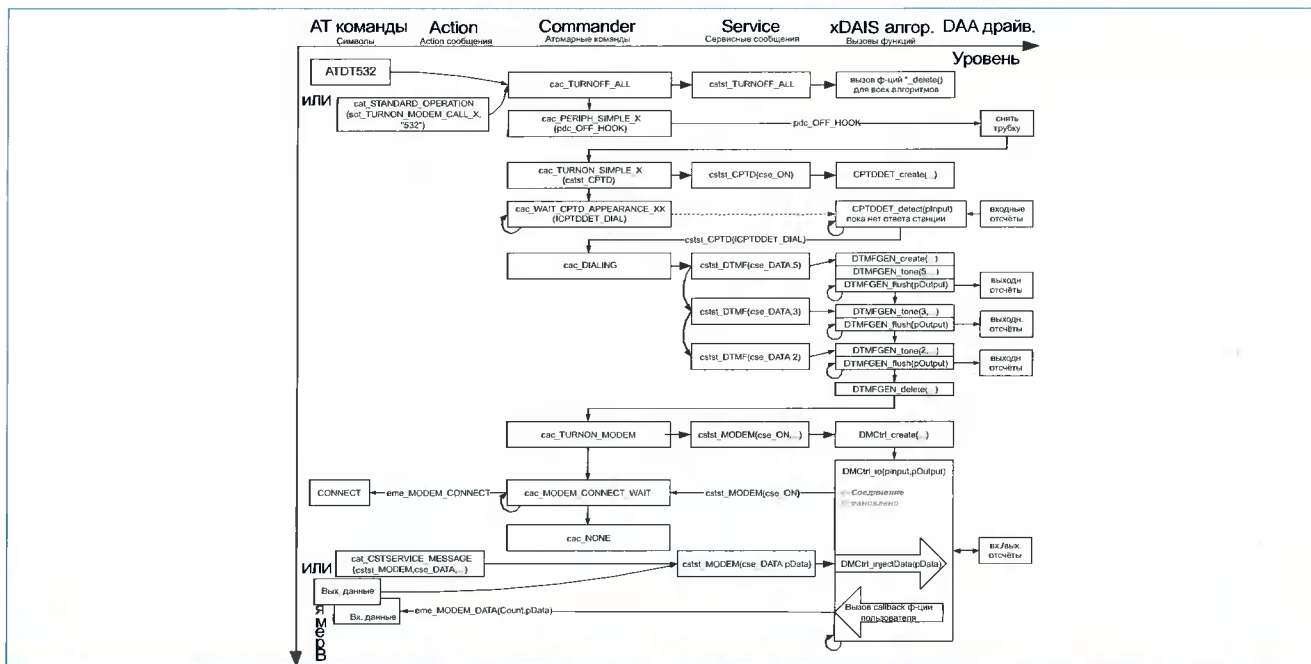 АТ команды Action Commander Service xDAIS алгор. DAA драйв.
Символы Action сообщения Атомарные команды Сервисные сообщения Вызовы функций
Уровень
ATDT532
cac_TURNOFF_ALL
cstst_TURNOFF_ALL
вызов ф-ций *_delete()
для всех алгоритмов
ИЛИ
cat_STANDARD_OPERATION
(sot_TURNON_MODEM_CALL_X,
"532")
cac_PERIPH_SIMPLE_X
(pdc_OFF_HOOK)
pdc_OFF_HOOK
снять
трубку
cac_TURNON_SIMPLE_X
(cstst_CPTD)
cstst_CPTD(cse_ON)
CPTDDET_create(...)
cac_WAIT_CPTD_APPEARANCE_XX
(ICPTDDET_DIAL)
CPTDDET_detect(pInput)
пока нет ответа станции
входные
отсчёты
cstst_CPTD(ICPTDDET_DIAL)
cac_DIALING
cstst_DTMF(cse_DATA,5)
DTMFGEN_create(...)
DTMFGEN_tone(5,...)
DTMFGEN_flush(pOutput)
выходн
отсчёты
cstst_DTMF(cse_DATA,3)
DTMFGEN_tone(3,...)
DTMFGEN_flush(pOutput)
выходн.
отсчёты
cstst_DTMF(cse_DATA 2)
DTMFGEN_tone(2,...)
DTMFGEN_flush(pOutput)
выходн
отсчёты
DTMFGEN_delete(...)
cac_TURNON_MODEM
cstst_MODEM(cse_ON,...)
DMCtrl_create(...)
DMCtrl_io(pInput,pOutput)
CONNECT
eme_MODEM_CONNECT
cac_MODEM_CONNECT_WAIT
cstst_MODEM(cse_ON)
Соединение
cac_NONE
вх./вых.
отсчёты
cat_CSTSERVICE_MESSAGE
(cstst_MODEM,cse_DATA,...)
ИЛИ
cstst_MODEM(cse_DATA pData)
DMCtrl_injectData(pData)
Вых. данные
Вх. данные
eme_MODEM_DATA(Count,pData)
Вызов callback ф-ции
пользователя
Время